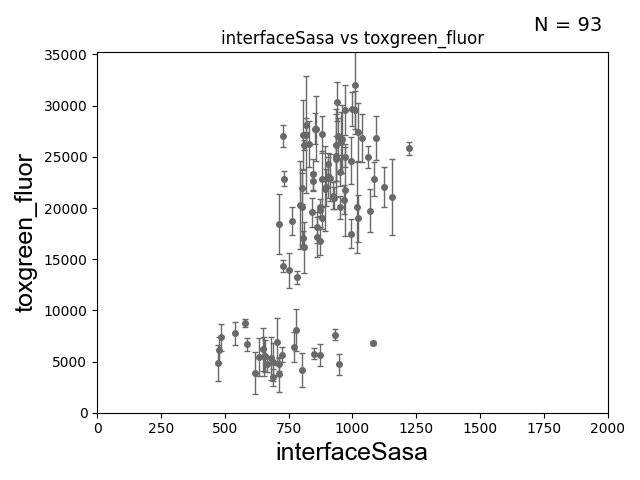 N = 93
interfaceSasa vs toxgreen_fluor
toxgreen_fluor
35000
30000
25000
20000
15000
10000
5000
0
0 250 500 750 1000 1250 1500 1750 2000
interfaceSasa